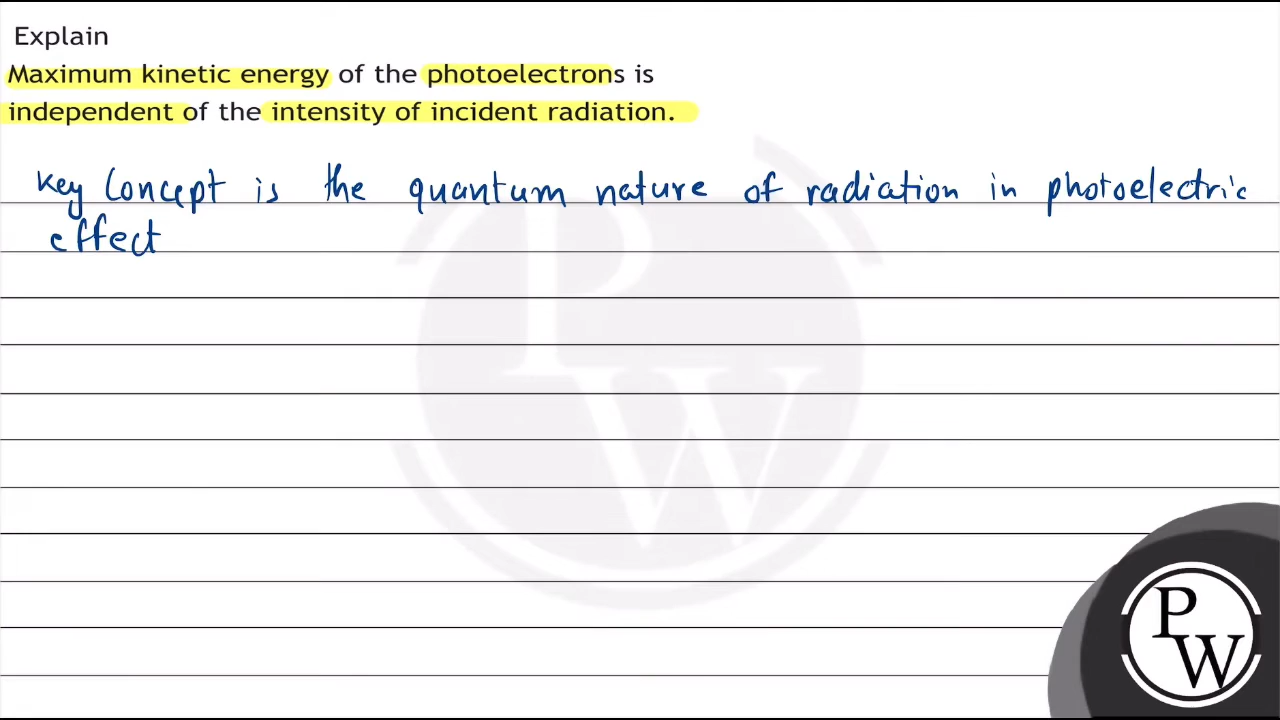 Explain
Maximum kinetic energy of the photoelectrons is
independent of the intensity of incident radiation.
Key Concept is the quantum nature of radiation in photoelectric
effect
P
W
P
W